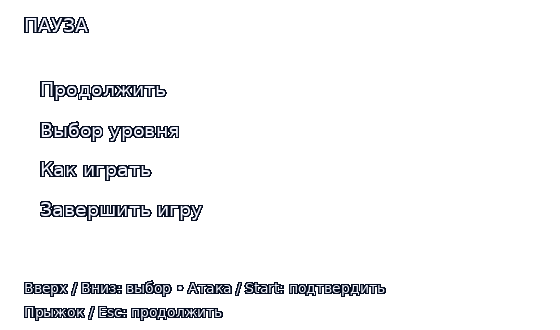 ПАУЗА
Продолжить
Выбор уровня
Как играть
Завершить игру
Вверх / Вниз: выбор • Атака / Start: подтвердить
Прыжок / Esc: продолжить